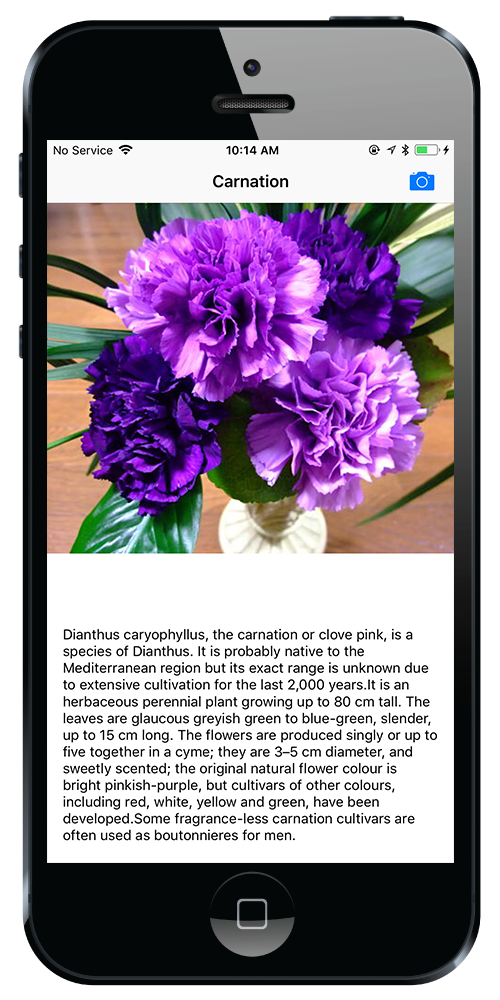 No Service 10:14 AM
Carnation
Dianthus caryophyllus, the carnation or clove pink, is a
species of Dianthus. It is probably native to the
Mediterranean region but its exact range is unknown due
to extensive cultivation for the last 2,000 years.It is an
herbaceous perennial plant growing up to 80 cm tall. The
leaves are glaucous greyish green to blue-green, slender,
up to 15 cm long. The flowers are produced singly or up to
five together in a cyme; they are 3–5 cm diameter, and
sweetly scented; the original natural flower colour is
bright pinkish-purple, but cultivars of other colours,
including red, white, yellow and green, have been
developed.Some fragrance-less carnation cultivars are
often used as boutonnieres for men.